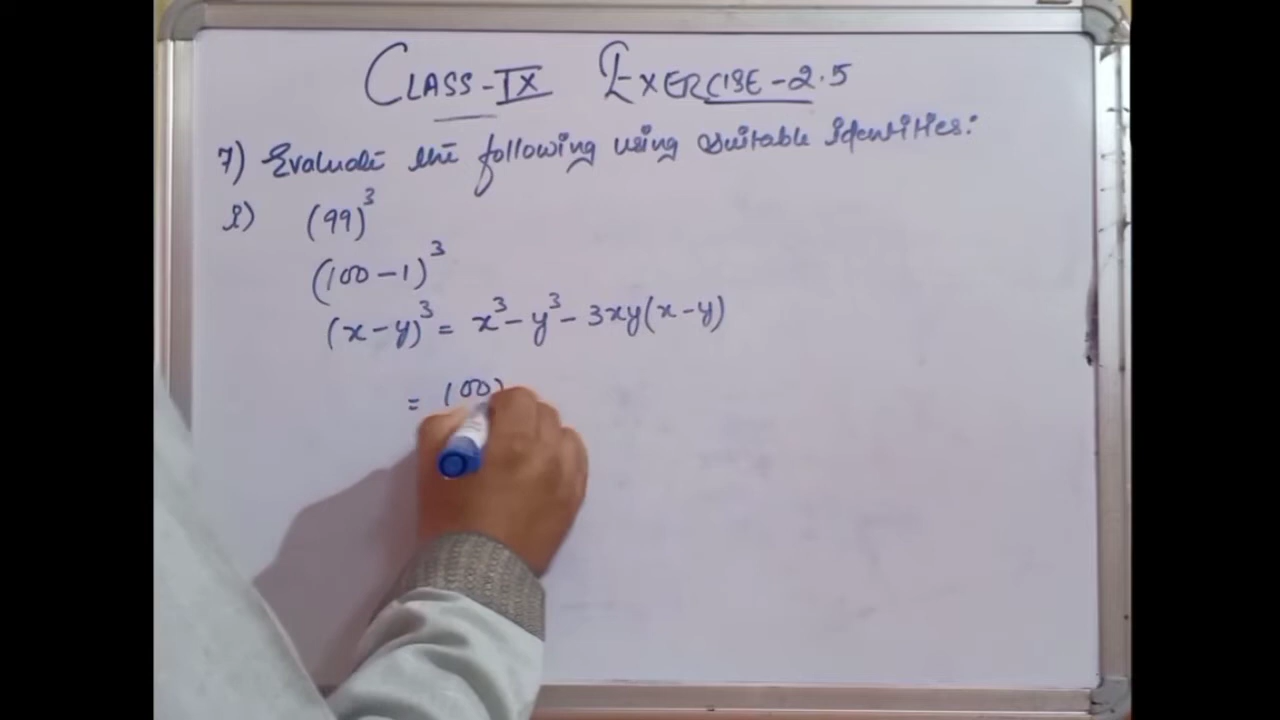 CLASS-IX EXERCISE-2.5
7) Evaluate the following using suitable identities:
i) (99)³
(100-1)³
(x-y)³ = x³-y³-3xy(x-y)
= (100)